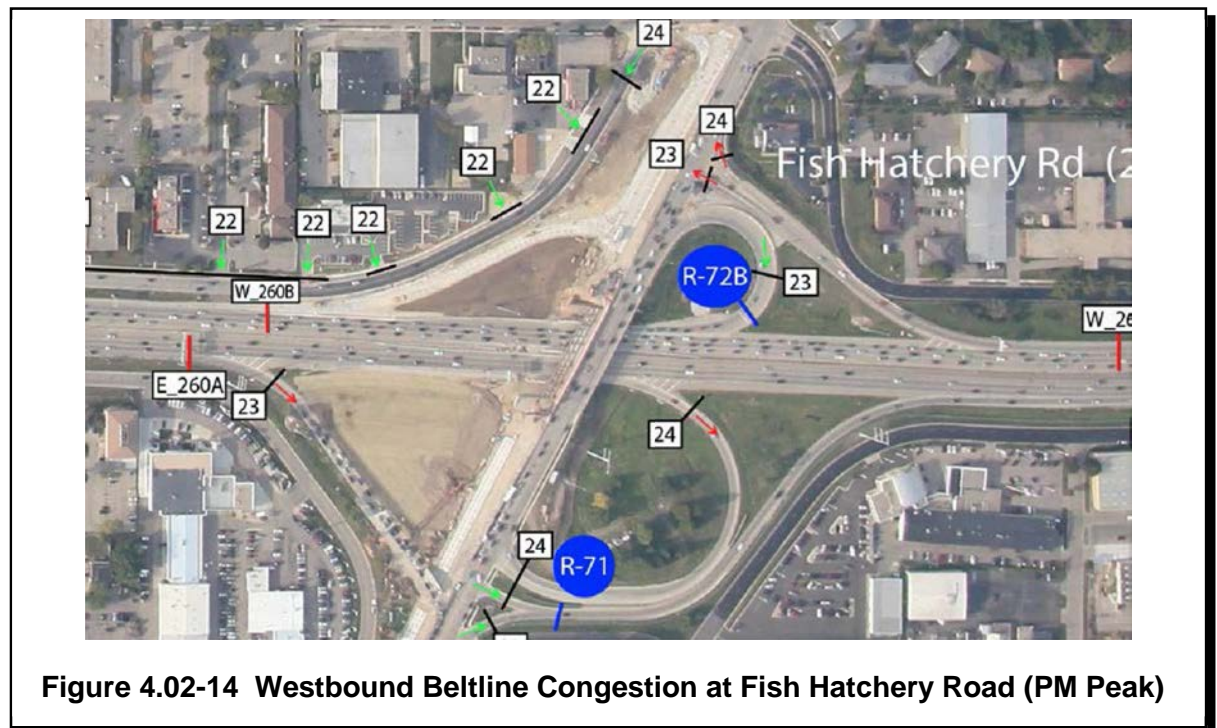 24
22
24
23
22
Fish Hatchery Rd (2
22
22
22
R-72B
23
W_260B
W_26
E_260A
23
24
24
R-71
Figure 4.02-14 Westbound Beltline Congestion at Fish Hatchery Road (PM Peak)